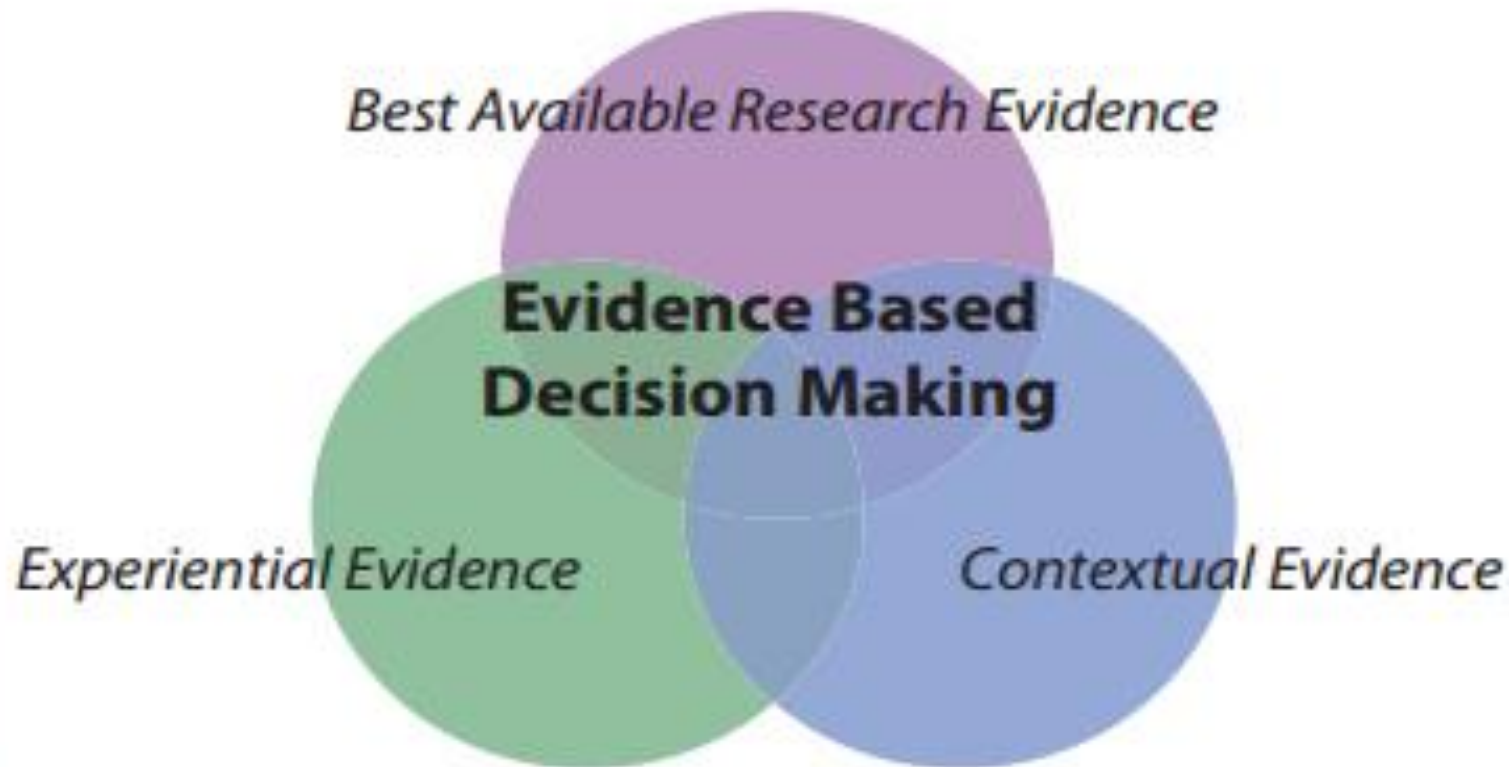 Best Available Research Evidence
Evidence Based
Decision Making
Experiential Evidence
Contextual Evidence